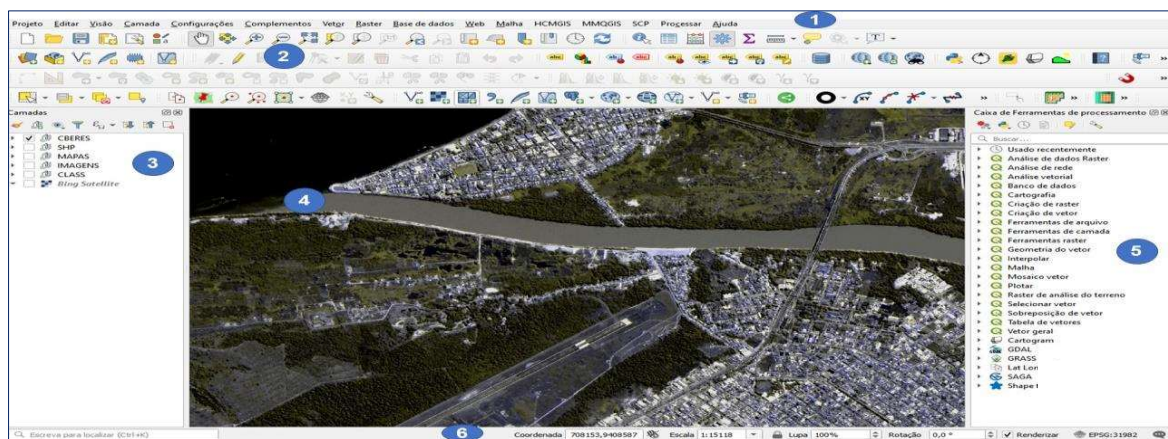 Projeto Editar Visão Camada Configurações Complementos Vetor Raster Base de dados Web Malha HCMGIS MMQGIS SCP Processar Ajuda
1
2
Camadas
CBERES
SHP
MAPAS
IMAGENS
CLASS
Bing Satellite
3
4
Caixa de Ferramentas de processamento
Buscar...
Usado recentemente
Análise de dados Raster
Análise de rede
Análise vetorial
Banco de dados
Cartografia
Criação de raster
Criação de vetor
Ferramentas de arquivo
Ferramentas de camada
Ferramentas raster
Geometria do vetor
Interpolar
Malha
Mosaico vetor
Plotar
Raster de análise do terreno
Selecionar vetor
Sobreposição de vetor
Tabela de vetores
Vetor geral
Cartogram
GDAL
GRASS
Lat Lon
SAGA
Shape t
5
Escreva para localizar (Ctrl+K)
6
Coordenada 708153,9408587 Escala 1:15118 Lupa 100% Rotação 0,0 ° Renderizar EPSG:31982